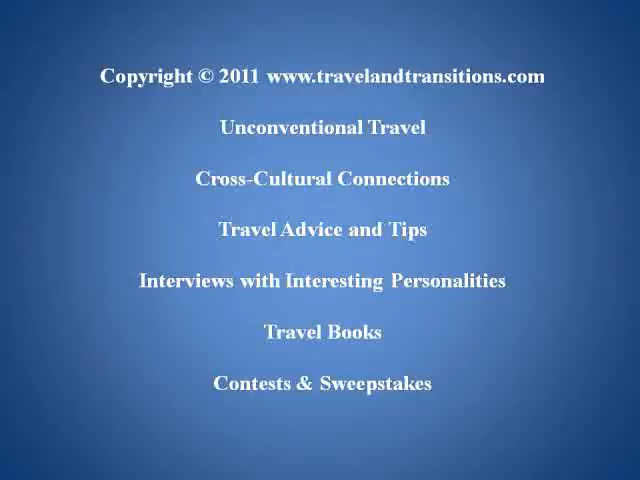 Copyright © 2011 www.travelandtransitions.com
Unconventional Travel
Cross-Cultural Connections
Travel Advice and Tips
Interviews with Interesting Personalities
Travel Books
Contests & Sweepstakes